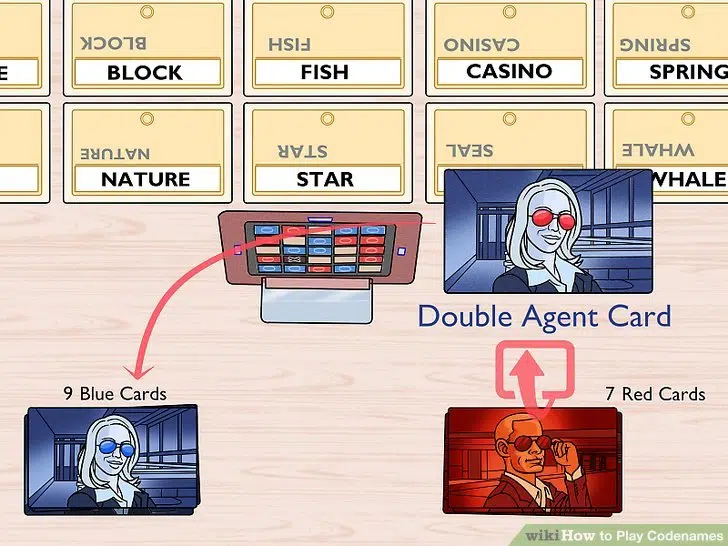 BLOCK
FISH
CASINO
SPRING
E
BLOCK
FISH
CASINO
SPRING
NATURE
STAR
SEAL
WHALE
NATURE
STAR
WHALE
Double Agent Card
9 Blue Cards
7 Red Cards
wikiHow to Play Codenames